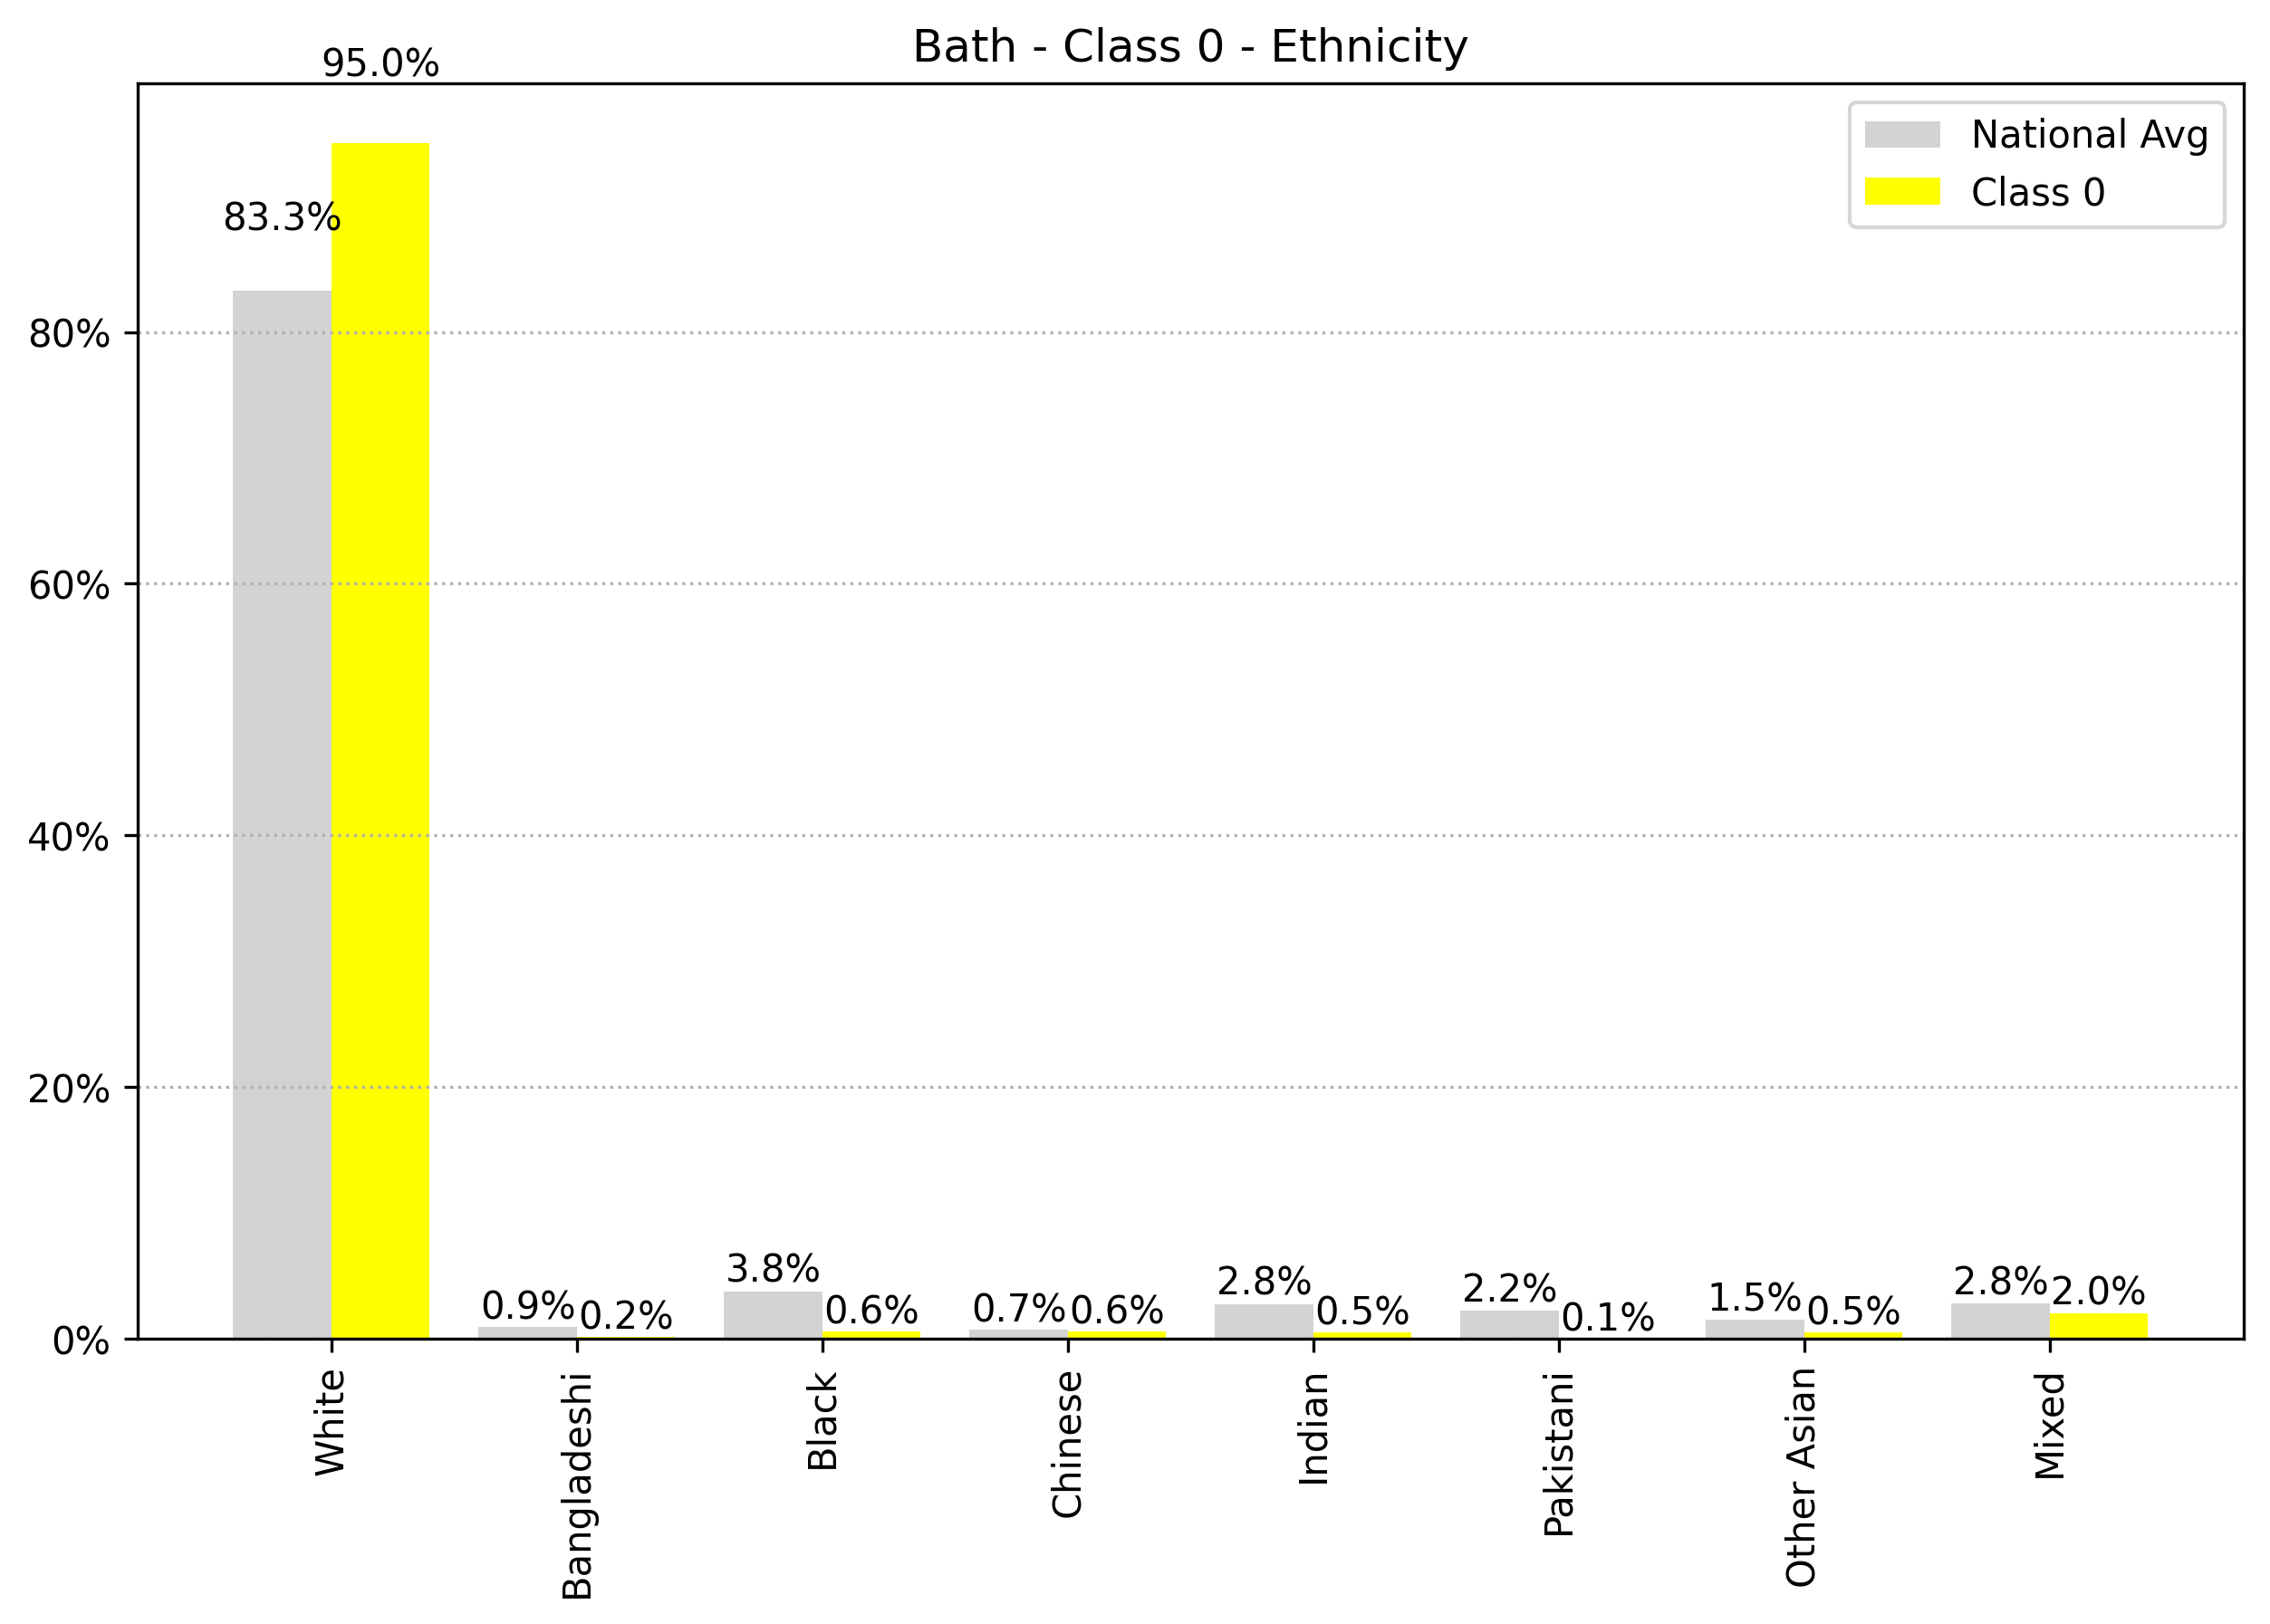 Bath - Class 0 - Ethnicity
National Avg
Class 0
95.0%
83.3%
80%
60%
40%
20%
0%
0.9%
0.2%
3.8%
0.6%
0.7%
0.6%
2.8%
0.5%
2.2%
0.1%
1.5%
0.5%
2.8%
2.0%
White
Bangladeshi
Black
Chinese
Indian
Pakistani
Other Asian
Mixed